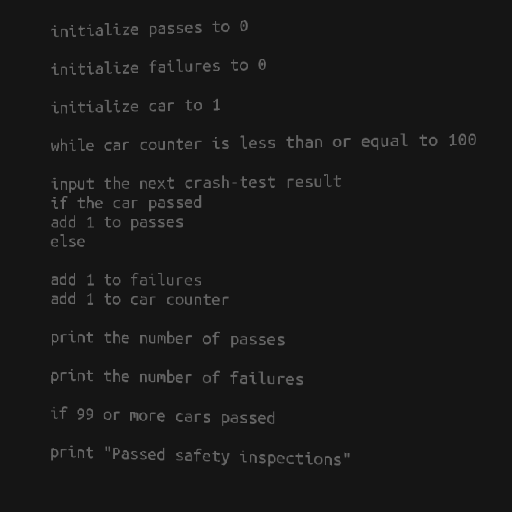 initialize passes to 0
initialize failures to 0
initialize car to 1
while car counter is less than or equal to 100
input the next crash-test result
if the car passed
add 1 to passes
else
add 1 to failures
add 1 to car counter
print the number of passes
print the number of failures
if 99 or more cars passed
print "Passed safety inspections"